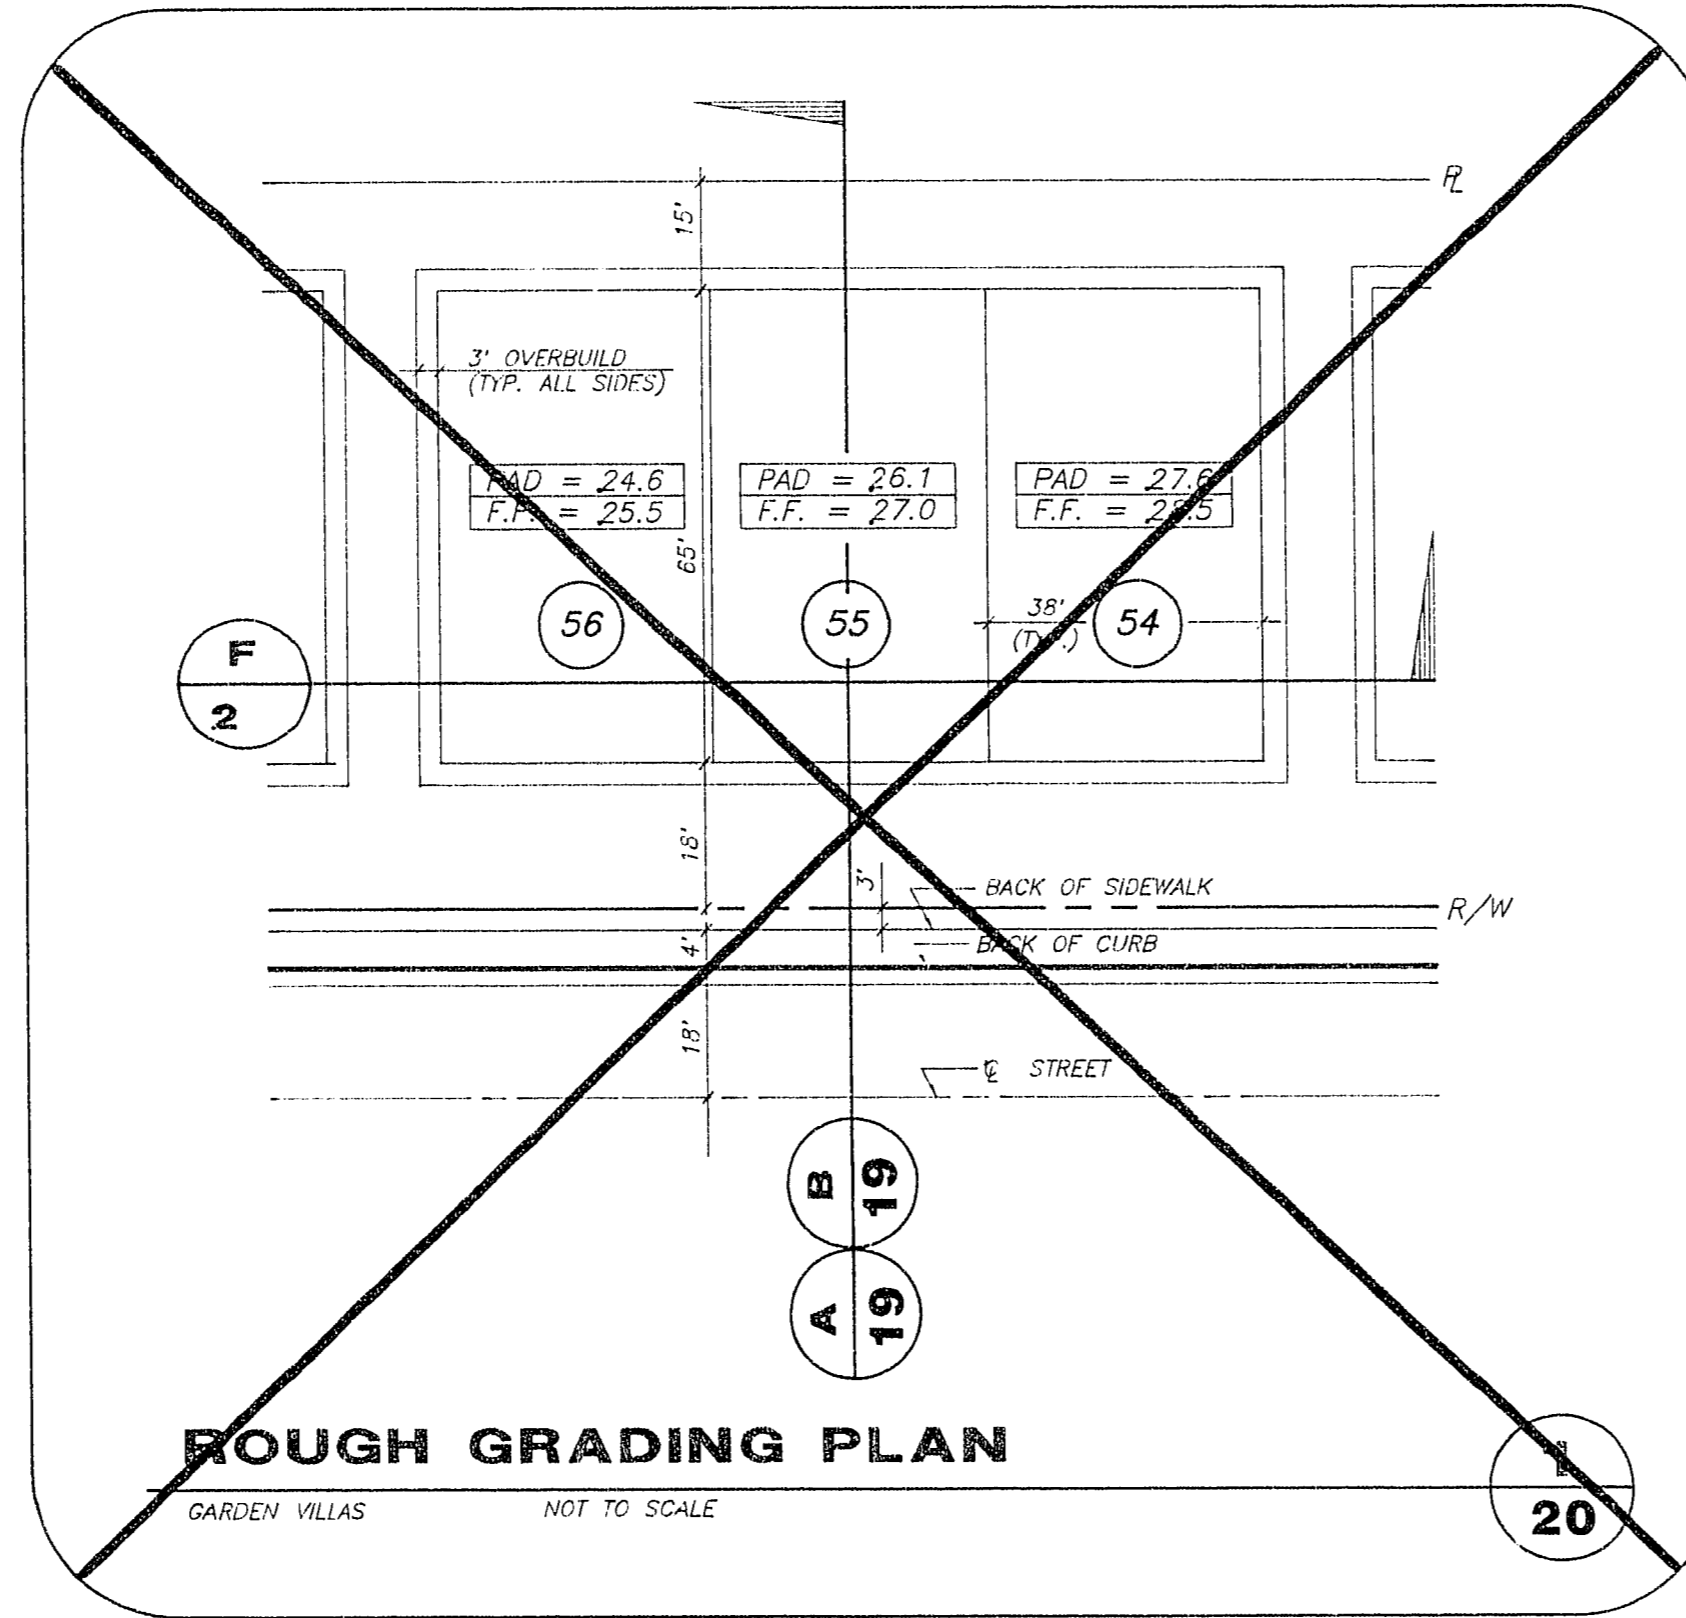 ℄
15'
3' OVERBUILD
(TYP. ALL SIDES)
PAD = 24.6
F.F. = 25.5
PAD = 26.1
F.F. = 27.0
PAD = 27.6
F.F. = 28.5
65'
56
55
38'
(TYP.)
54
F
2
18'
3'
BACK OF SIDEWALK
R/W
4'
BACK OF CURB
18'
℄ STREET
B
19
A
19
ROUGH GRADING PLAN
GARDEN VILLAS NOT TO SCALE
1
20